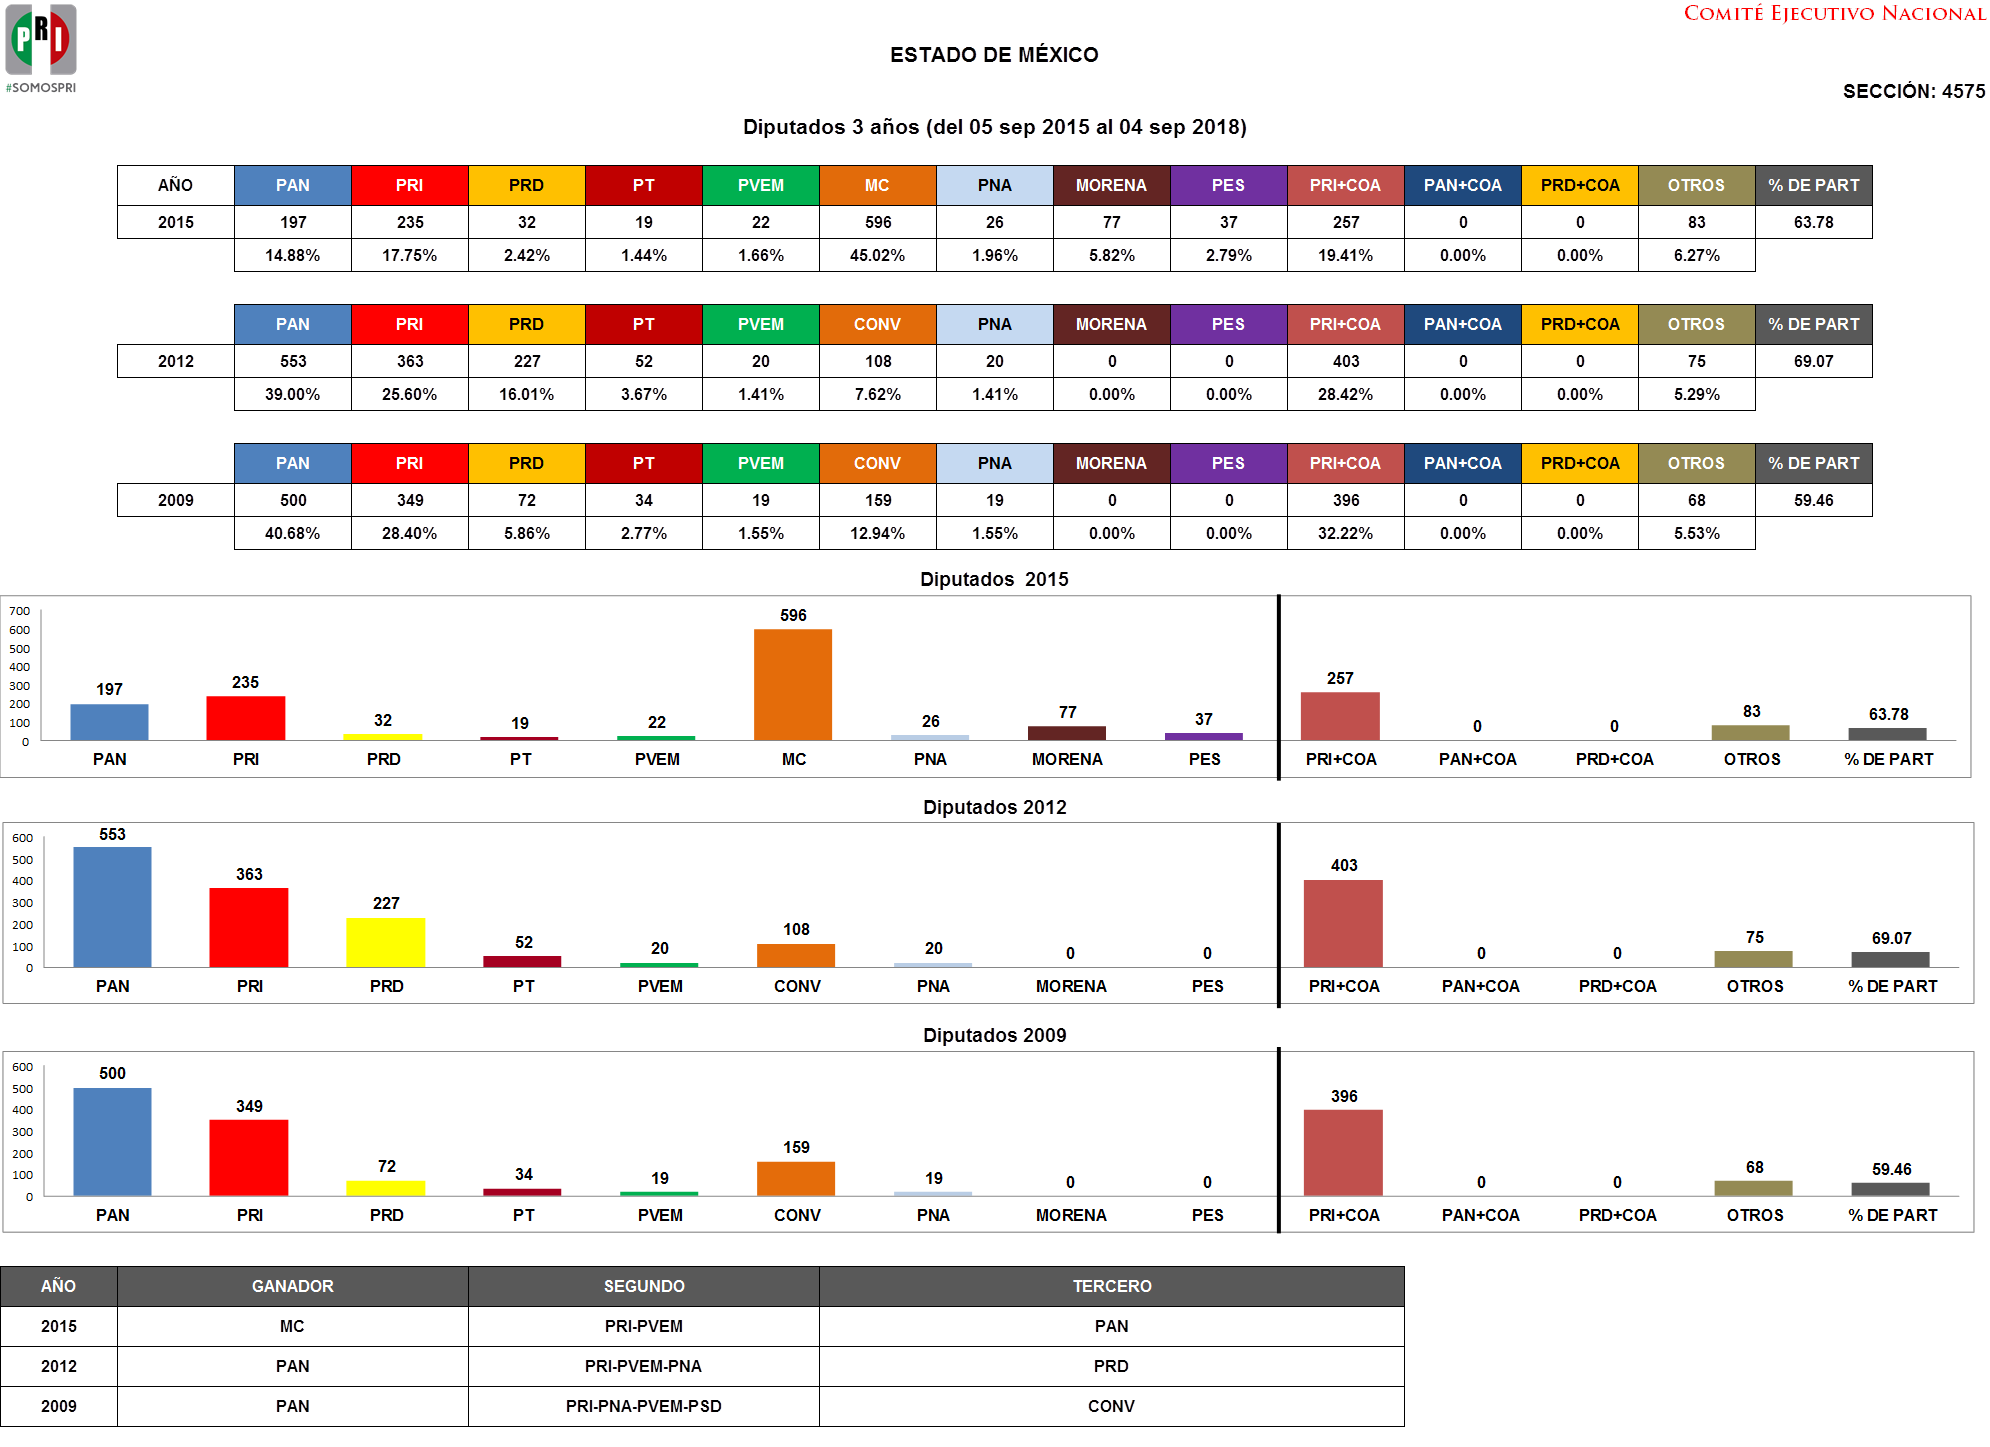 PRI
#SOMOSPRI
COMITÉ EJECUTIVO NACIONAL
ESTADO DE MÉXICO
SECCIÓN: 4575
Diputados 3 años (del 05 sep 2015 al 04 sep 2018)
AÑO PAN PRI PRD PT PVEM MC PNA MORENA PES PRI+COA PAN+COA PRD+COA OTROS % DE PART
2015 197 235 32 19 22 596 26 77 37 257 0 0 83 63.78
14.88% 17.75% 2.42% 1.44% 1.66% 45.02% 1.96% 5.82% 2.79% 19.41% 0.00% 0.00% 6.27%
PAN PRI PRD PT PVEM CONV PNA MORENA PES PRI+COA PAN+COA PRD+COA OTROS % DE PART
2012 553 363 227 52 20 108 20 0 0 403 0 0 75 69.07
39.00% 25.60% 16.01% 3.67% 1.41% 7.62% 1.41% 0.00% 0.00% 28.42% 0.00% 0.00% 5.29%
PAN PRI PRD PT PVEM CONV PNA MORENA PES PRI+COA PAN+COA PRD+COA OTROS % DE PART
2009 500 349 72 34 19 159 19 0 0 396 0 0 68 59.46
40.68% 28.40% 5.86% 2.77% 1.55% 12.94% 1.55% 0.00% 0.00% 32.22% 0.00% 0.00% 5.53%
Diputados 2015
700
600
500
400
300
200
100
0
197 235 32 19 22 596 26 77 37 257 0 0 83 63.78
PAN PRI PRD PT PVEM MC PNA MORENA PES PRI+COA PAN+COA PRD+COA OTROS % DE PART
Diputados 2012
600
500
400
300
200
100
0
553 363 227 52 20 108 20 0 0 403 0 0 75 69.07
PAN PRI PRD PT PVEM CONV PNA MORENA PES PRI+COA PAN+COA PRD+COA OTROS % DE PART
Diputados 2009
600
500
400
300
200
100
0
500 349 72 34 19 159 19 0 0 396 0 0 68 59.46
PAN PRI PRD PT PVEM CONV PNA MORENA PES PRI+COA PAN+COA PRD+COA OTROS % DE PART
AÑO GANADOR SEGUNDO TERCERO
2015 MC PRI-PVEM PAN
2012 PAN PRI-PVEM-PNA PRD
2009 PAN PRI-PNA-PVEM-PSD CONV